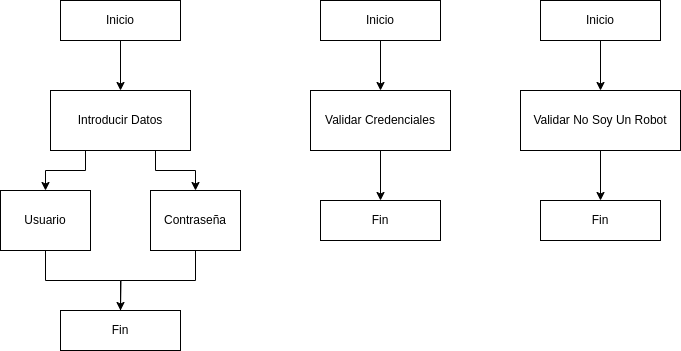 Inicio
Introducir Datos
Usuario
Contraseña
Fin
Inicio
Validar Credenciales
Fin
Inicio
Validar No Soy Un Robot
Fin